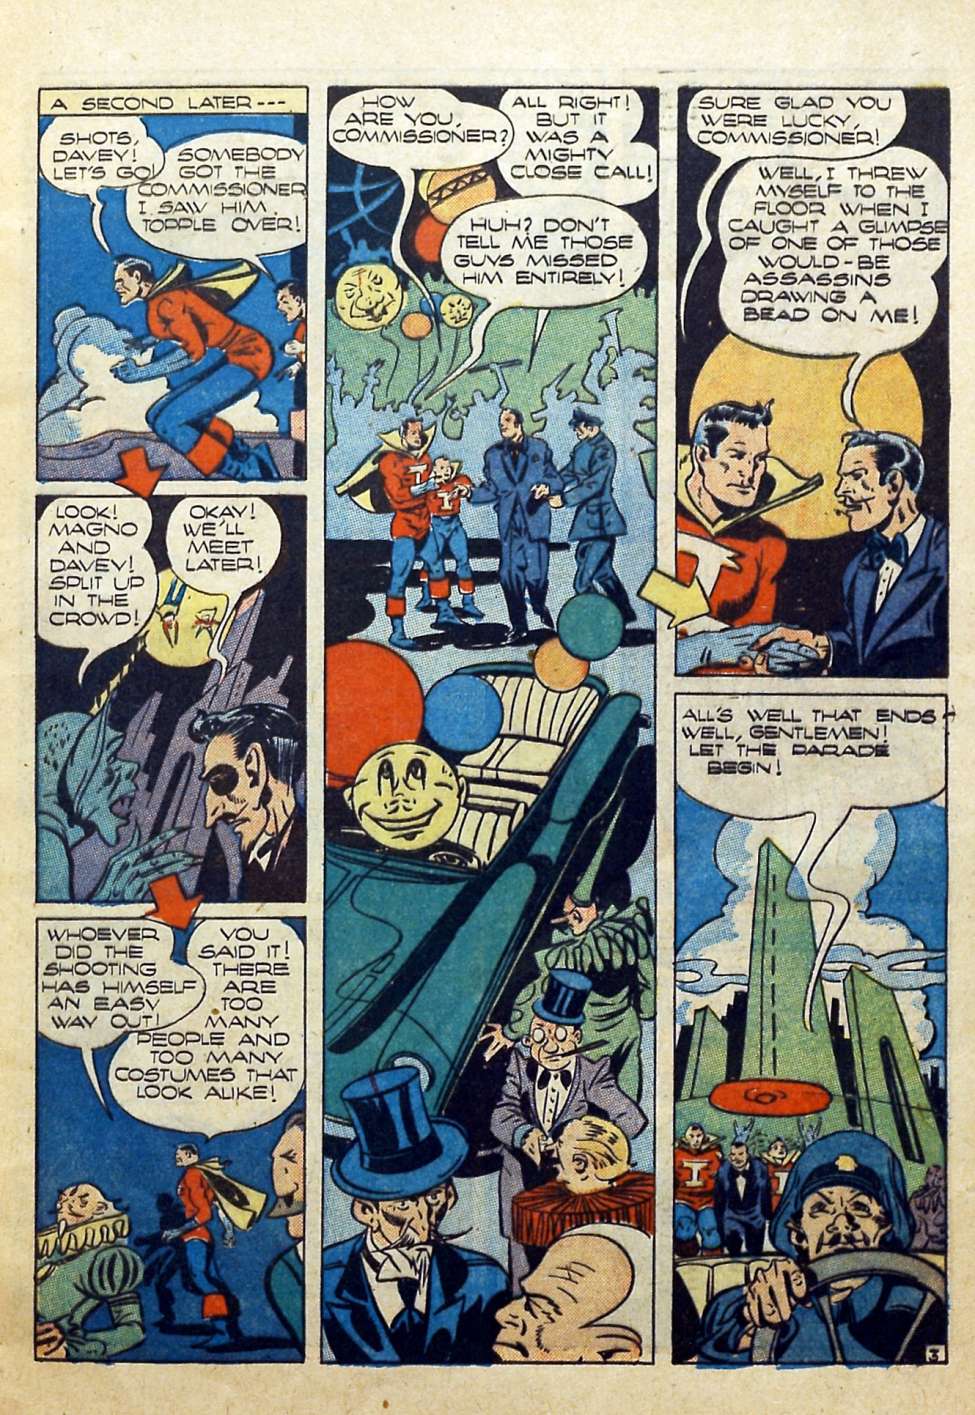 A SECOND LATER---
SHOTS,
DAVEY!
LET'S GO!
SOMEBODY
GOT THE
COMMISSIONER
I SAW HIM
TOPPLE OVER!
LOOK!
MAGNO
AND
DAVEY!
SPLIT UP
IN THE
CROWD!
OKAY!
WE'LL
MEET
LATER!
WHOEVER
DID THE
SHOOTING
HAS HIMSELF
AN EASY
WAY OUT!
YOU
SAID IT!
THERE
ARE
TOO
MANY
PEOPLE AND
TOO MANY
COSTUMES THAT
LOOK ALIKE!
HOW
ARE YOU,
COMMISSIONER?
ALL RIGHT!
BUT IT
WAS A
MIGHTY
CLOSE CALL!
HUH? DON'T
TELL ME THOSE
GUYS MISSED
HIM ENTIRELY!
I
I
SURE GLAD YOU
WERE LUCKY,
COMMISSIONER!
WELL, I THREW
MYSELF TO THE
FLOOR WHEN I
CAUGHT A GLIMPSE
OF ONE OF THOSE
WOULD-BE
ASSASSINS
DRAWING A
BEAD ON ME!
I
ALL'S WELL THAT ENDS
WELL, GENTLEMEN!
LET THE PARADE
BEGIN!
I
I
3